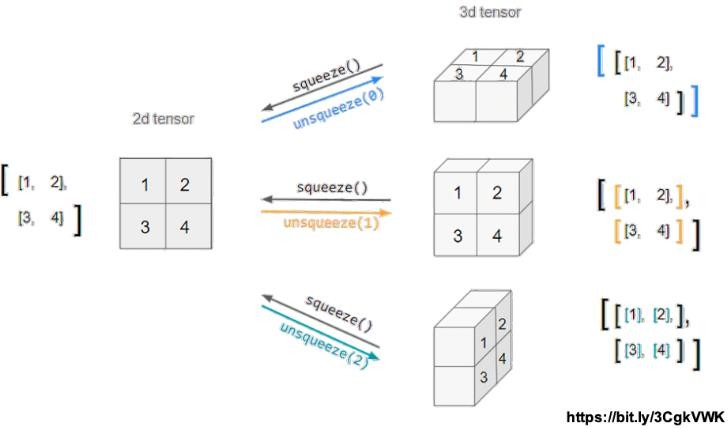 3d tensor
1 2
3 4
squeeze()
unsqueeze(0)
[ [ [1, 2],
[3, 4] ] ]
2d tensor
[ [1, 2],
[3, 4] ]
1 2
3 4
squeeze()
unsqueeze(1)
1 2
3 4
[ [ [1, 2], ],
[ [3, 4] ] ]
squeeze()
unsqueeze(2)
2
1
4
3
[ [ [1], [2], ],
[ [3], [4] ] ]
https://bit.ly/3CgkVWK